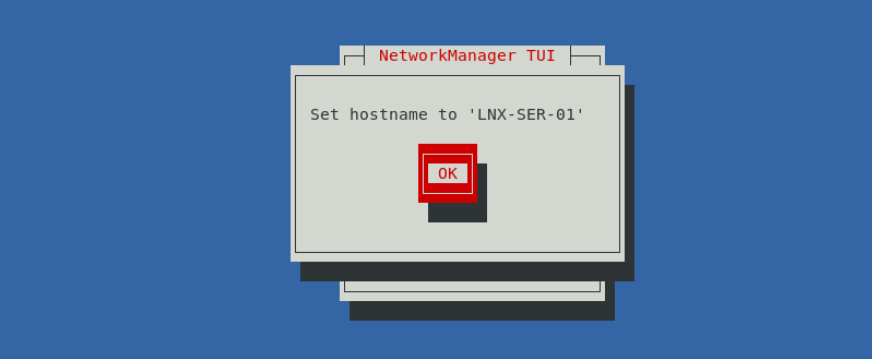 NetworkManager TUI
Set hostname to 'LNX-SER-01'
OK